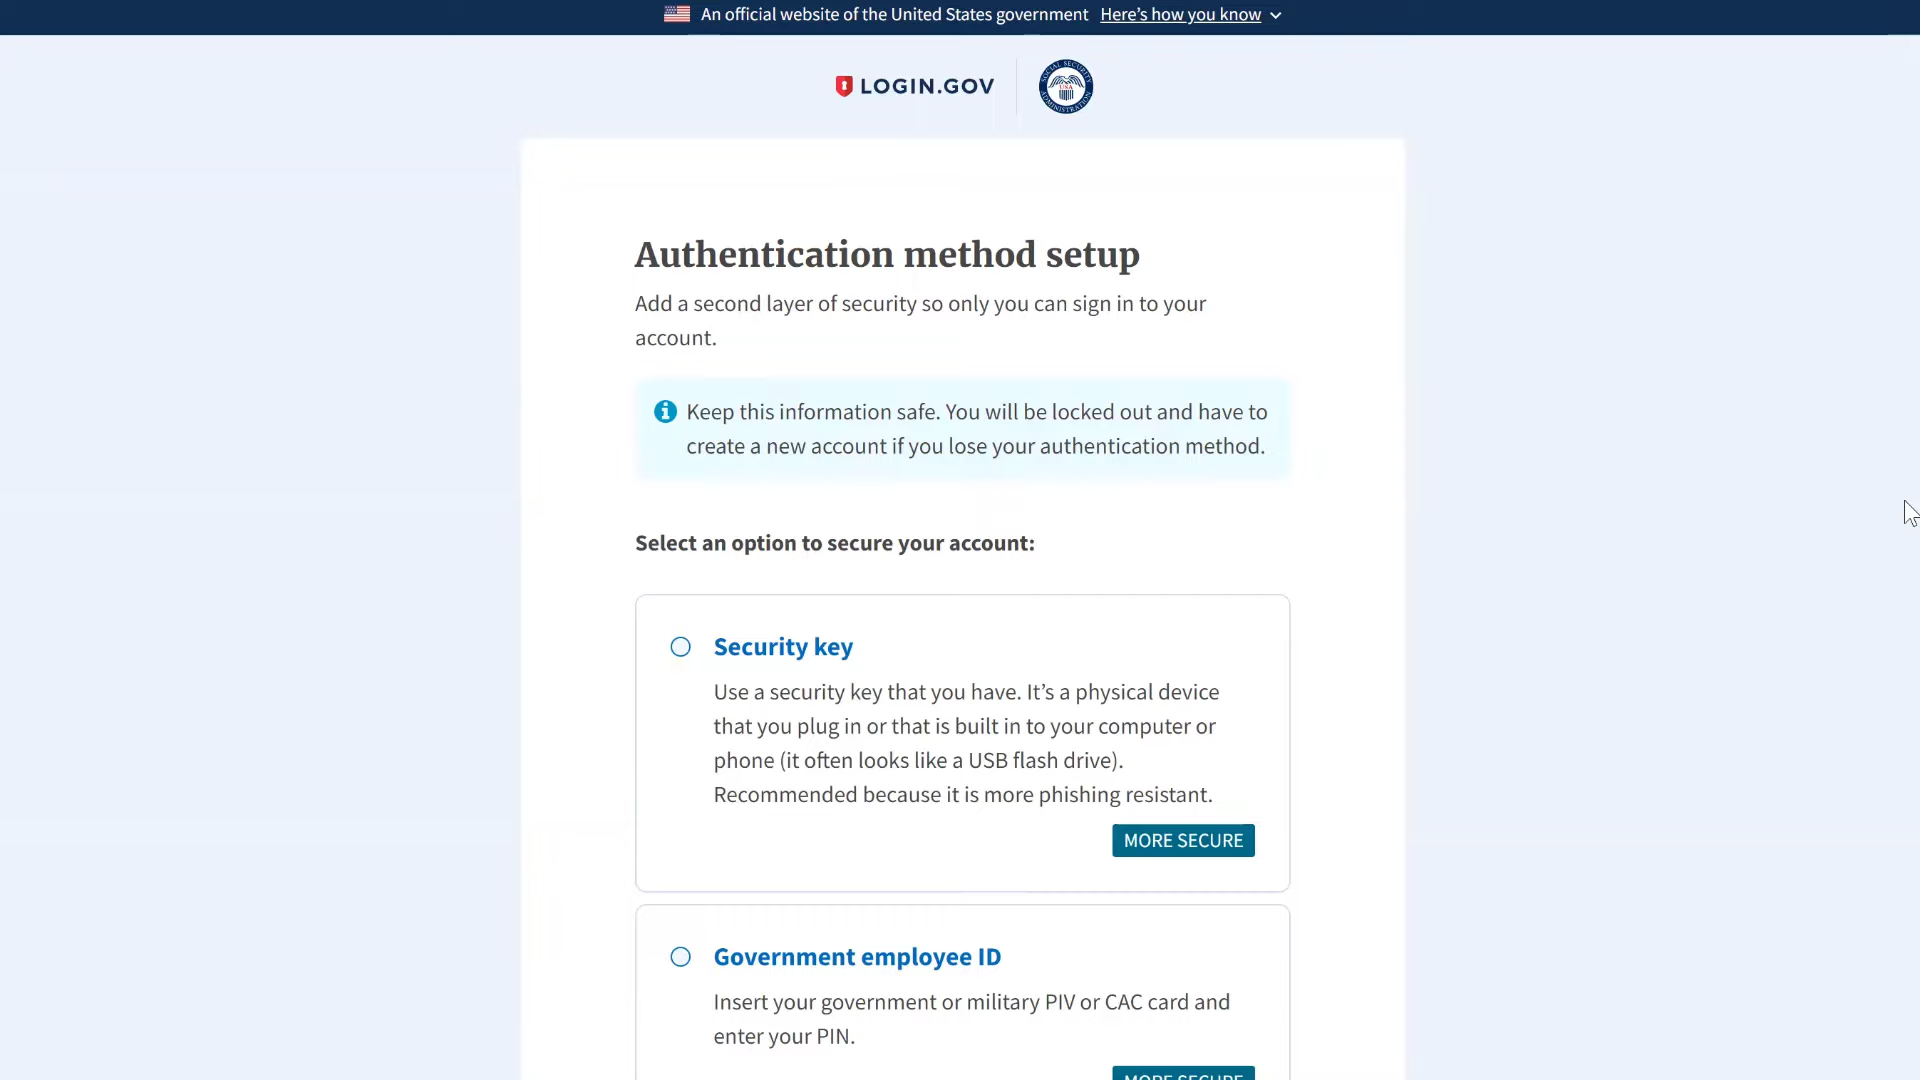 An official website of the United States government Here’s how you know
LOGIN.GOV
SOCIAL SECURITY
USA
ADMINISTRATION
Authentication method setup
Add a second layer of security so only you can sign in to your
account.
Keep this information safe. You will be locked out and have to
create a new account if you lose your authentication method.
Select an option to secure your account:
Security key
Use a security key that you have. It’s a physical device
that you plug in or that is built in to your computer or
phone (it often looks like a USB flash drive).
Recommended because it is more phishing resistant.
MORE SECURE
Government employee ID
Insert your government or military PIV or CAC card and
enter your PIN.
MORE SECURE